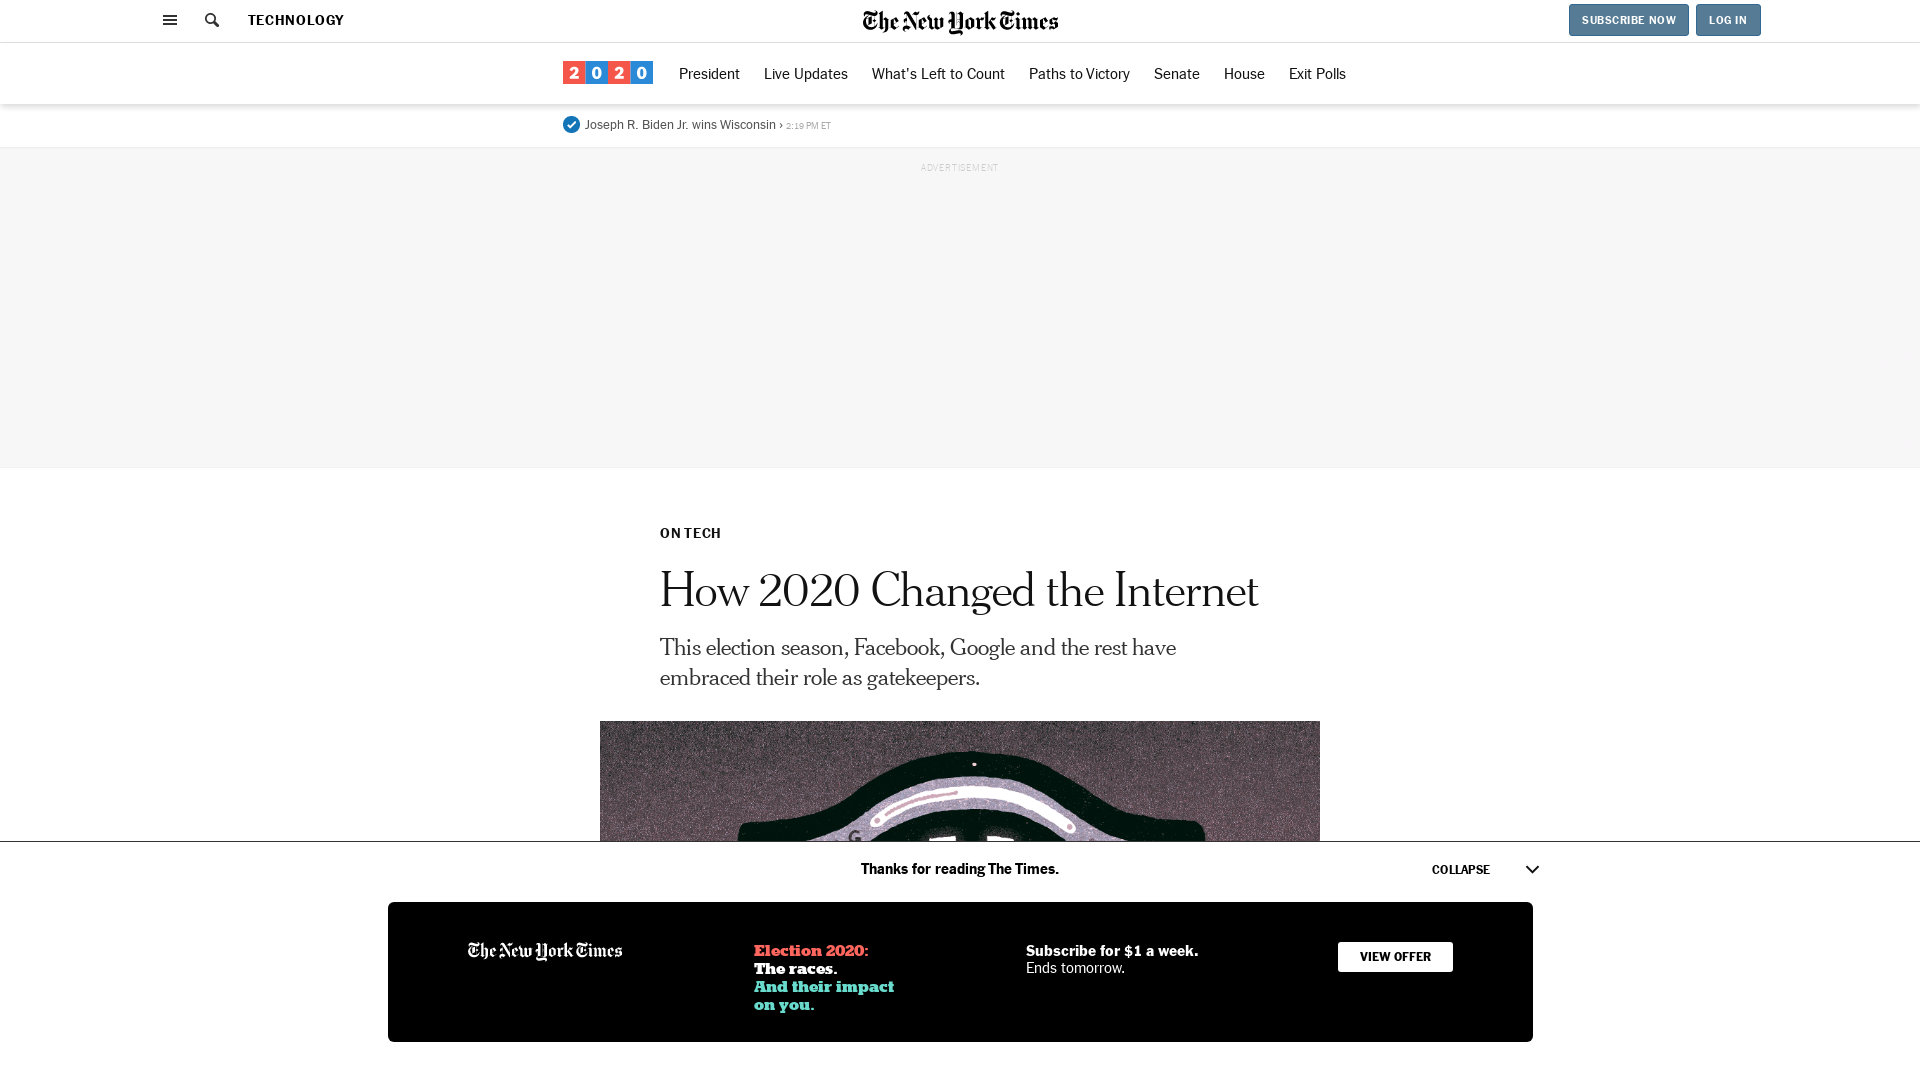 TECHNOLOGY
The New York Times
SUBSCRIBE NOW
LOG IN
2020
President
Live Updates
What's Left to Count
Paths to Victory
Senate
House
Exit Polls
Joseph R. Biden Jr. wins Wisconsin › 2:19 PM ET
ADVERTISEMENT
ON TECH
How 2020 Changed the Internet
This election season, Facebook, Google and the rest have
embraced their role as gatekeepers.
G
Thanks for reading The Times.
COLLAPSE
The New York Times
Election 2020:
The races.
And their impact
on you.
Subscribe for $1 a week.
Ends tomorrow.
VIEW OFFER